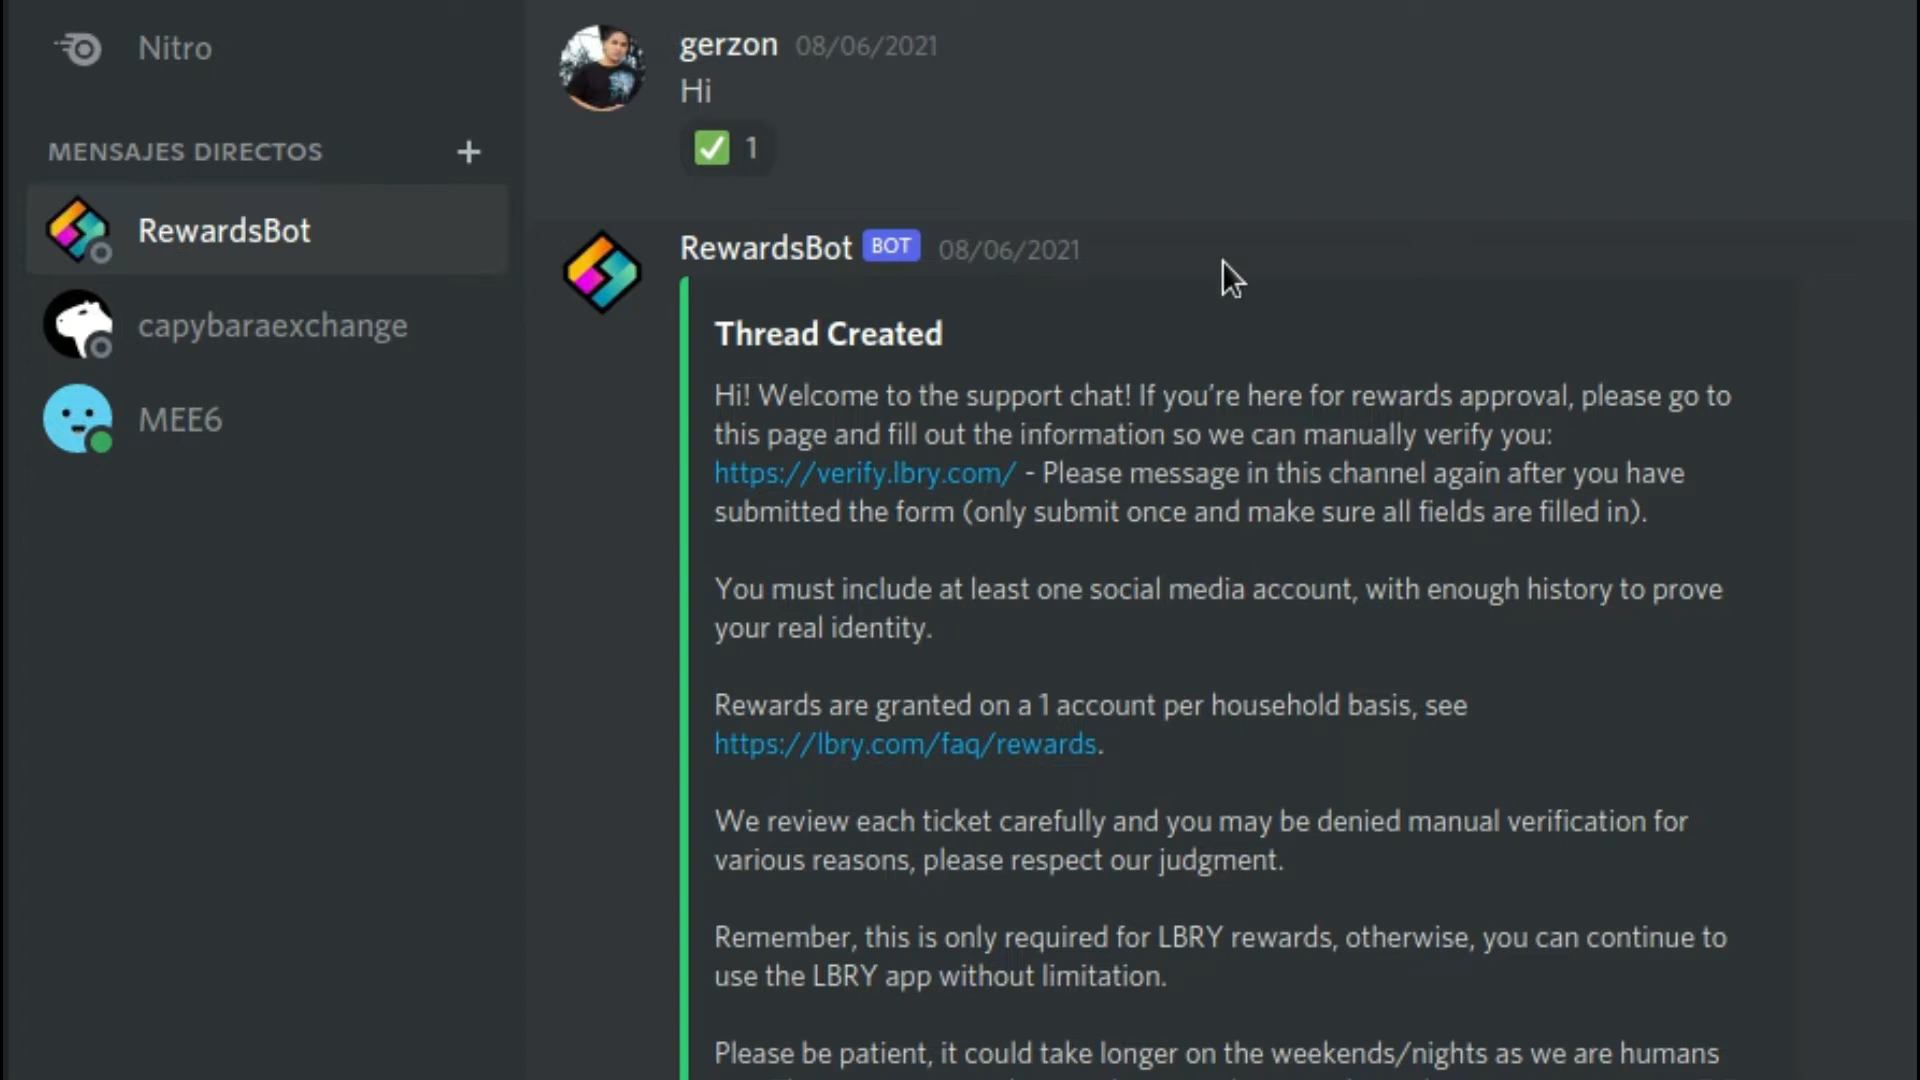 Nitro
MENSAJES DIRECTOS +
RewardsBot
capybaraexchange
MEE6
gerzon 08/06/2021
Hi
1
RewardsBot BOT 08/06/2021
Thread Created
Hi! Welcome to the support chat! If you’re here for rewards approval, please go to
this page and fill out the information so we can manually verify you:
https://verify.lbry.com/ - Please message in this channel again after you have
submitted the form (only submit once and make sure all fields are filled in).
You must include at least one social media account, with enough history to prove
your real identity.
Rewards are granted on a 1 account per household basis, see
https://lbry.com/faq/rewards.
We review each ticket carefully and you may be denied manual verification for
various reasons, please respect our judgment.
Remember, this is only required for LBRY rewards, otherwise, you can continue to
use the LBRY app without limitation.
Please be patient, it could take longer on the weekends/nights as we are humans